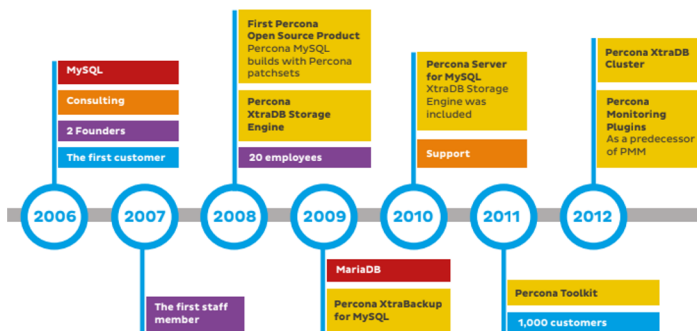 MySQL
Consulting
2 Founders
The first customer
First Percona
Open Source Product
Percona MySQL
builds with Percona
patchsets
Percona
XtraDB Storage
Engine
20 employees
Percona Server
for MySQL
XtraDB Storage
Engine was
included
Support
Percona XtraDB
Cluster
Percona
Monitoring
Plugins
As a predecessor
of PMM
2006
2007
2008
2009
2010
2011
2012
The first staff
member
MariaDB
Percona XtraBackup
for MySQL
Percona Toolkit
1,000 customers